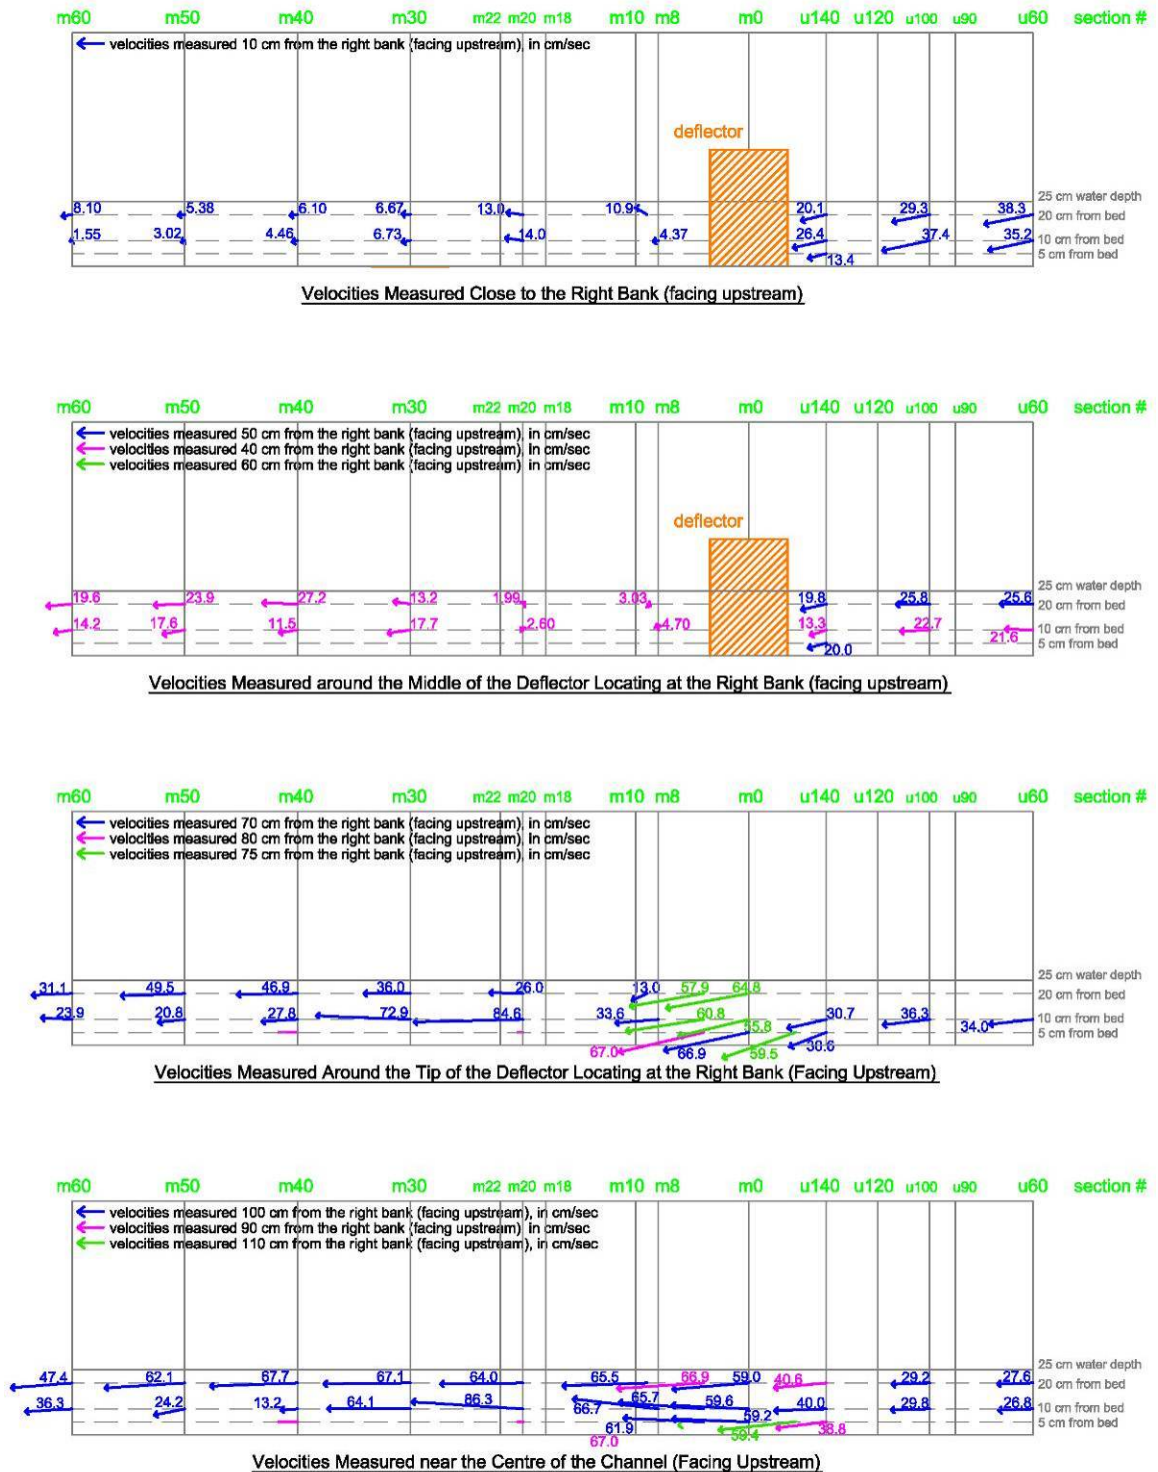 m60 m50 m40 m30 m22 m20 m18 m10 m8 m0 u140 u120 u100 u90 u60 section #
velocities measured 10 cm from the right bank (facing upstream), in cm/sec
deflector
25 cm water depth
8.10 5.38 6.10 6.67 13.0 10.9 20.1 29.3 38.3 20 cm from bed
1.55 3.02 4.46 6.73 14.0 4.37 26.4 37.4 35.2 10 cm from bed
13.4 5 cm from bed
Velocities Measured Close to the Right Bank (facing upstream)
m60 m50 m40 m30 m22 m20 m18 m10 m8 m0 u140 u120 u100 u90 u60 section #
velocities measured 50 cm from the right bank (facing upstream), in cm/sec
velocities measured 40 cm from the right bank (facing upstream), in cm/sec
velocities measured 60 cm from the right bank (facing upstream), in cm/sec
deflector
25 cm water depth
19.6 23.9 27.2 13.2 1.99 3.03 19.8 25.8 25.6 20 cm from bed
14.2 17.6 11.5 17.7 2.60 4.70 13.3 22.7 21.6 10 cm from bed
20.0 5 cm from bed
Velocities Measured around the Middle of the Deflector Locating at the Right Bank (facing upstream)
m60 m50 m40 m30 m22 m20 m18 m10 m8 m0 u140 u120 u100 u90 u60 section #
velocities measured 70 cm from the right bank (facing upstream), in cm/sec
velocities measured 80 cm from the right bank (facing upstream), in cm/sec
velocities measured 75 cm from the right bank (facing upstream), in cm/sec
25 cm water depth
31.1 49.5 46.9 36.0 26.0 13.0 57.9 64.8 20 cm from bed
23.9 20.8 27.8 72.9 84.6 33.6 60.8 30.7 36.3 34.0 10 cm from bed
55.8 5 cm from bed
67.0 66.9 59.5 30.6
Velocities Measured Around the Tip of the Deflector Locating at the Right Bank (Facing Upstream)
m60 m50 m40 m30 m22 m20 m18 m10 m8 m0 u140 u120 u100 u90 u60 section #
velocities measured 100 cm from the right bank (facing upstream), in cm/sec
velocities measured 90 cm from the right bank (facing upstream), in cm/sec
velocities measured 110 cm from the right bank (facing upstream), in cm/sec
25 cm water depth
47.4 62.1 67.7 67.1 64.0 65.5 66.9 59.0 40.6 29.2 27.6 20 cm from bed
36.3 24.2 13.2 64.1 86.3 66.7 65.7 59.6 40.0 29.8 26.8 10 cm from bed
61.9 59.2 5 cm from bed
67.0 59.4 38.8
Velocities Measured near the Centre of the Channel (Facing Upstream)